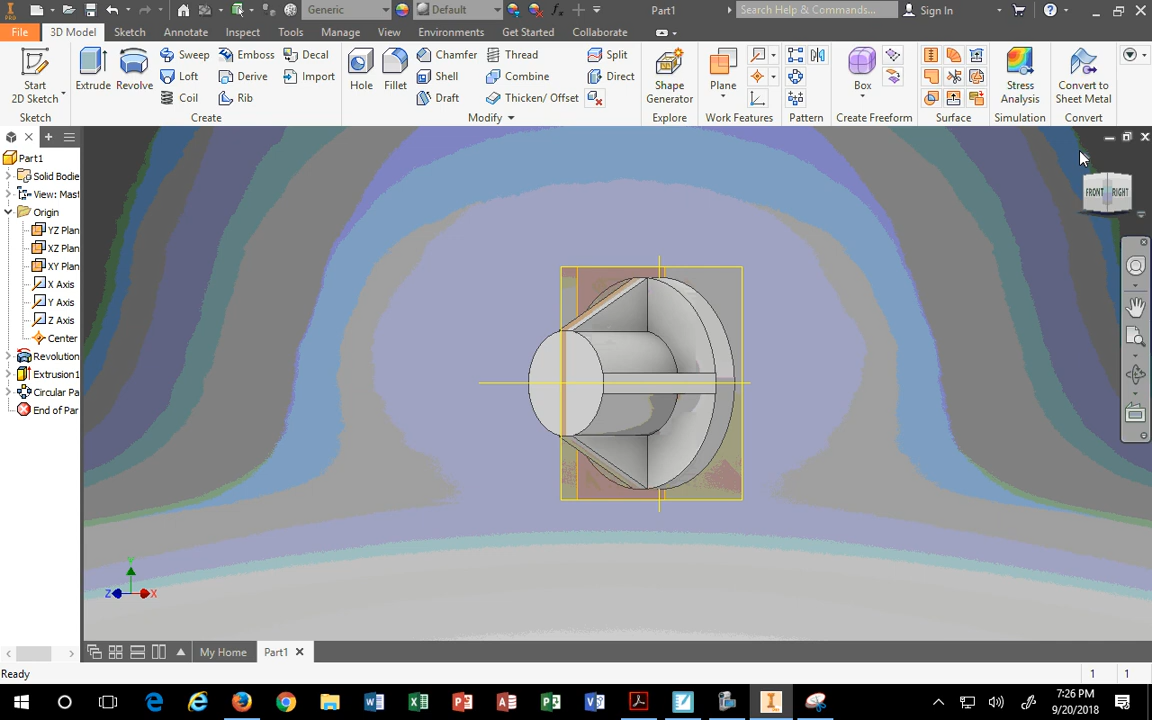 PRO
Generic
Default
Part1
Search Help & Commands...
Sign In
File
3D Model
Sketch
Annotate
Inspect
Tools
Manage
View
Environments
Get Started
Collaborate
Start
2D Sketch
Extrude
Revolve
Sweep
Loft
Coil
Emboss
Derive
Rib
Decal
Import
Hole
Fillet
Chamfer
Shell
Draft
Thread
Combine
Thicken/ Offset
Split
Direct
Shape
Generator
Plane
Box
Stress
Analysis
Convert to
Sheet Metal
Sketch
Create
Modify
Explore
Work Features
Pattern
Create Freeform
Surface
Simulation
Convert
Part1
Solid Bodie
View: Mast
Origin
YZ Plan
XZ Plan
XY Plan
X Axis
Y Axis
Z Axis
Center
Revolution
Extrusion1
Circular Pa
End of Par
FRONT
RIGHT
Y
Z
X
My Home
Part1
Ready
1
1
7:26 PM
9/20/2018